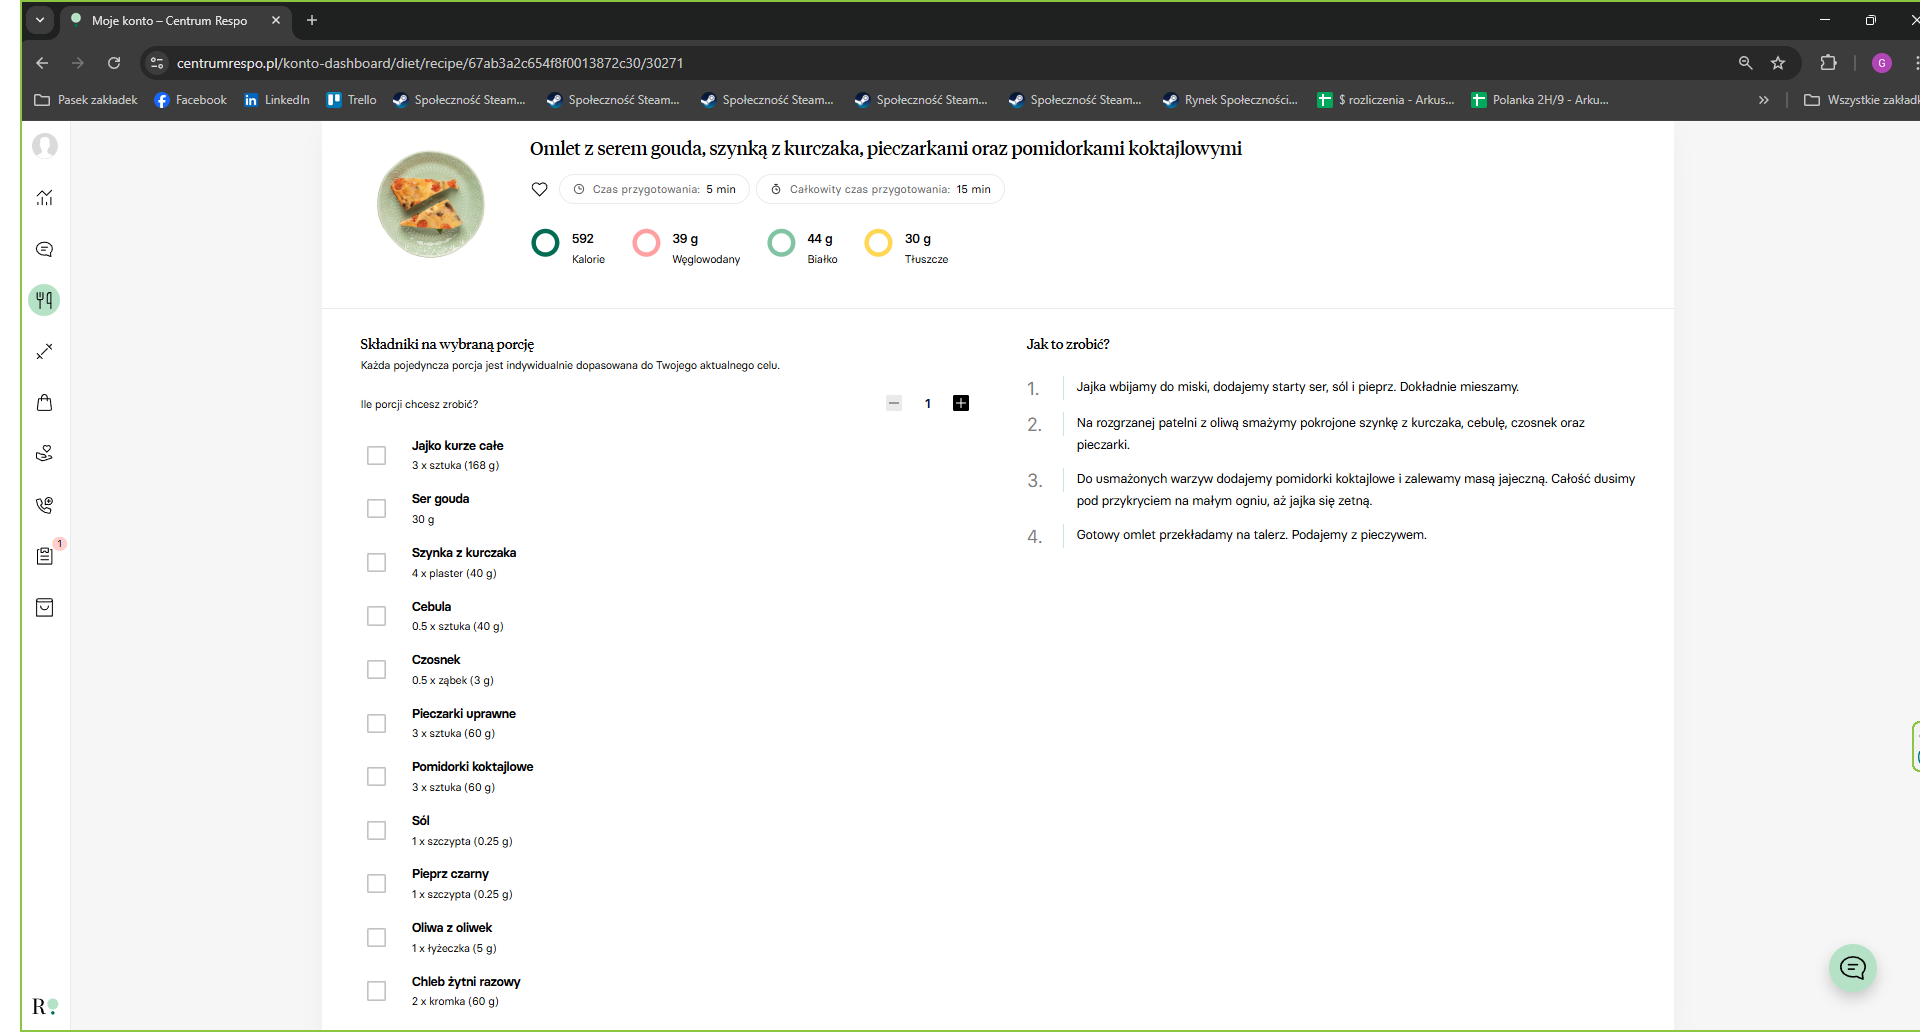 Moje konto – Centrum Respo
centrumrespo.pl/konto-dashboard/diet/recipe/67ab3a2c654f8f0013872c30/30271
G
Pasek zakładek
Facebook
LinkedIn
Trello
Społeczność Steam...
Społeczność Steam...
Społeczność Steam...
Społeczność Steam...
Społeczność Steam...
Rynek Społeczności...
$ rozliczenia - Arkus...
Polanka 2H/9 - Arku...
Wszystkie zakład
Omlet z serem gouda, szynką z kurczaka, pieczarkami oraz pomidorkami koktajlowymi
Czas przygotowania: 5 min
Całkowity czas przygotowania: 15 min
592
Kalorie
39 g
Węglowodany
44 g
Białko
30 g
Tłuszcze
Składniki na wybraną porcję
Każda pojedyncza porcja jest indywidualnie dopasowana do Twojego aktualnego celu.
Ile porcji chcesz zrobić?
1
Jajko kurze całe
3 x sztuka (168 g)
Ser gouda
30 g
Szynka z kurczaka
4 x plaster (40 g)
Cebula
0.5 x sztuka (40 g)
Czosnek
0.5 x ząbek (3 g)
Pieczarki uprawne
3 x sztuka (60 g)
Pomidorki koktajlowe
3 x sztuka (60 g)
Sól
1 x szczypta (0.25 g)
Pieprz czarny
1 x szczypta (0.25 g)
Oliwa z oliwek
1 x łyżeczka (5 g)
Chleb żytni razowy
2 x kromka (60 g)
Jak to zrobić?
1. Jajka wbijamy do miski, dodajemy starty ser, sól i pieprz. Dokładnie mieszamy.
2. Na rozgrzanej patelni z oliwą smażymy pokrojone szynkę z kurczaka, cebulę, czosnek oraz
pieczarki.
3. Do usmażonych warzyw dodajemy pomidorki koktajlowe i zalewamy masą jajeczną. Całość dusimy
pod przykryciem na małym ogniu, aż jajka się zetną.
4. Gotowy omlet przekładamy na talerz. Podajemy z pieczywem.
1
R